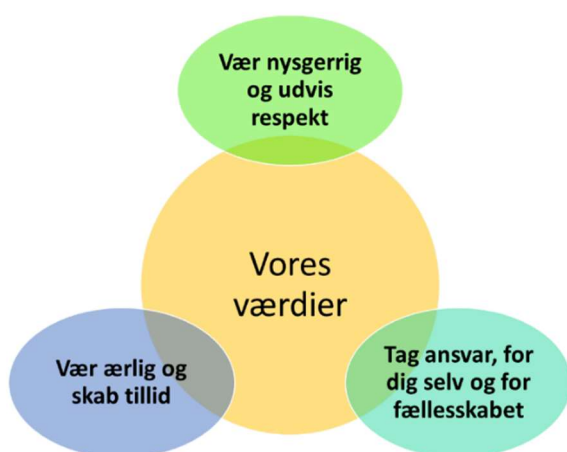 Vær nysgerrig
og udvis
respekt
Vores
værdier
Vær ærlig og
skab tillid
Tag ansvar, for
dig selv og for
fællesskabet